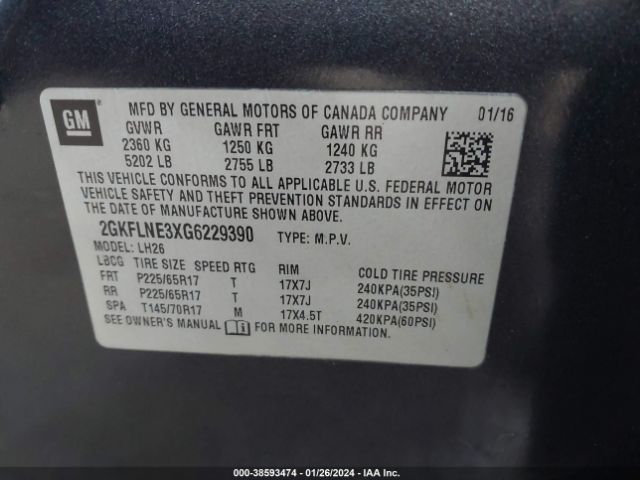 GM
MFD BY GENERAL MOTORS OF CANADA COMPANY 01/16
GVWR GAWR FRT GAWR RR
2360 KG 1250 KG 1240 KG
5202 LB 2755 LB 2733 LB
THIS VEHICLE CONFORMS TO ALL APPLICABLE U.S. FEDERAL MOTOR
VEHICLE SAFETY AND THEFT PREVENTION STANDARDS IN EFFECT ON
THE DATE OF MANUFACTURE SHOWN ABOVE.
2GKFLNE3XG6229390 TYPE: M.P.V.
MODEL: LH26
LBCG TIRE SIZE SPEED RTG RIM COLD TIRE PRESSURE
FRT P225/65R17 T 17X7J 240KPA(35PSI)
RR P225/65R17 T 17X7J 240KPA(35PSI)
SPA T145/70R17 M 17X4.5T 420KPA(60PSI)
SEE OWNER'S MANUAL FOR MORE INFORMATION.
000-38593474 - 01/26/2024 - IAA Canada